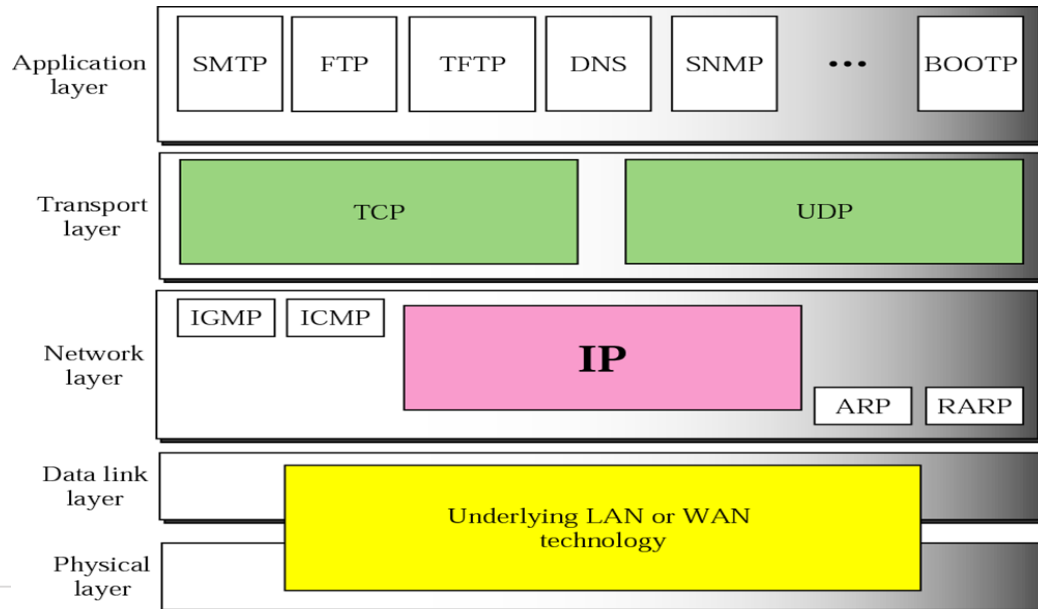 Application
layer
SMTP
FTP
TFTP
DNS
SNMP
•••
BOOTP
Transport
layer
TCP
UDP
Network
layer
IGMP
ICMP
IP
ARP
RARP
Data link
layer
Underlying LAN or WAN
technology
Physical
layer